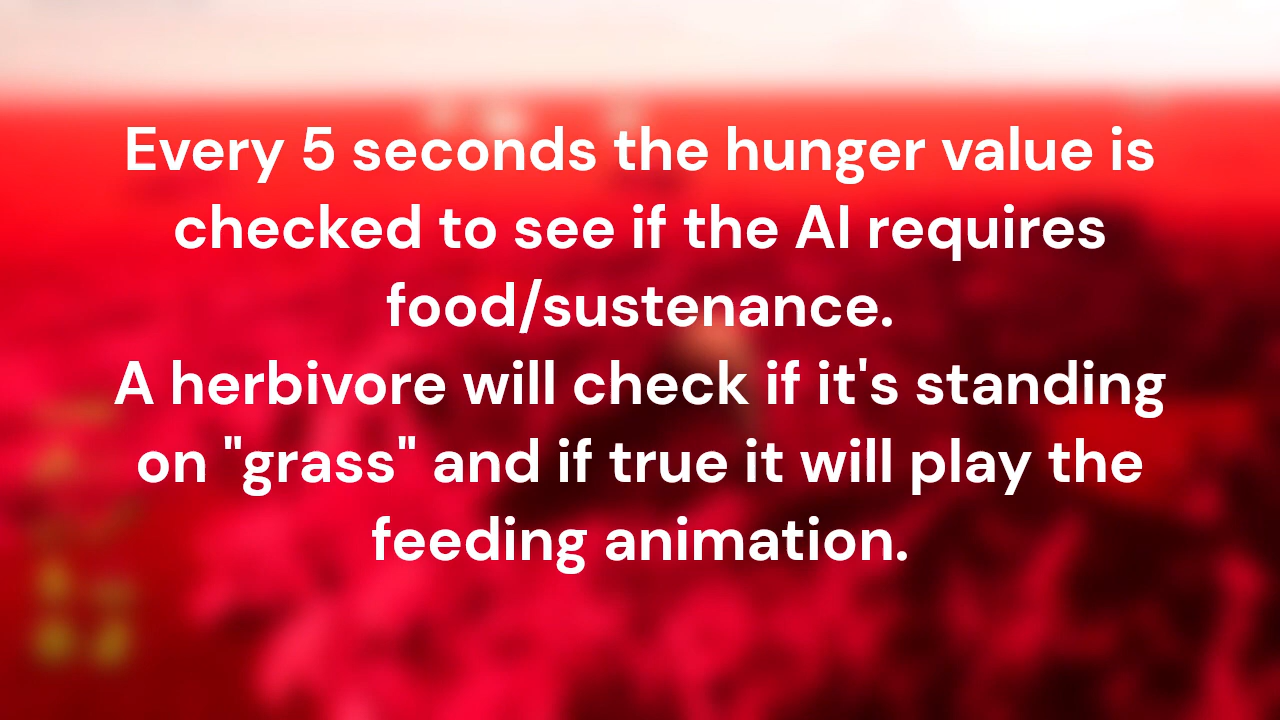 Every 5 seconds the hunger value is
checked to see if the AI requires
food/sustenance.
A herbivore will check if it's standing
on "grass" and if true it will play the
feeding animation.